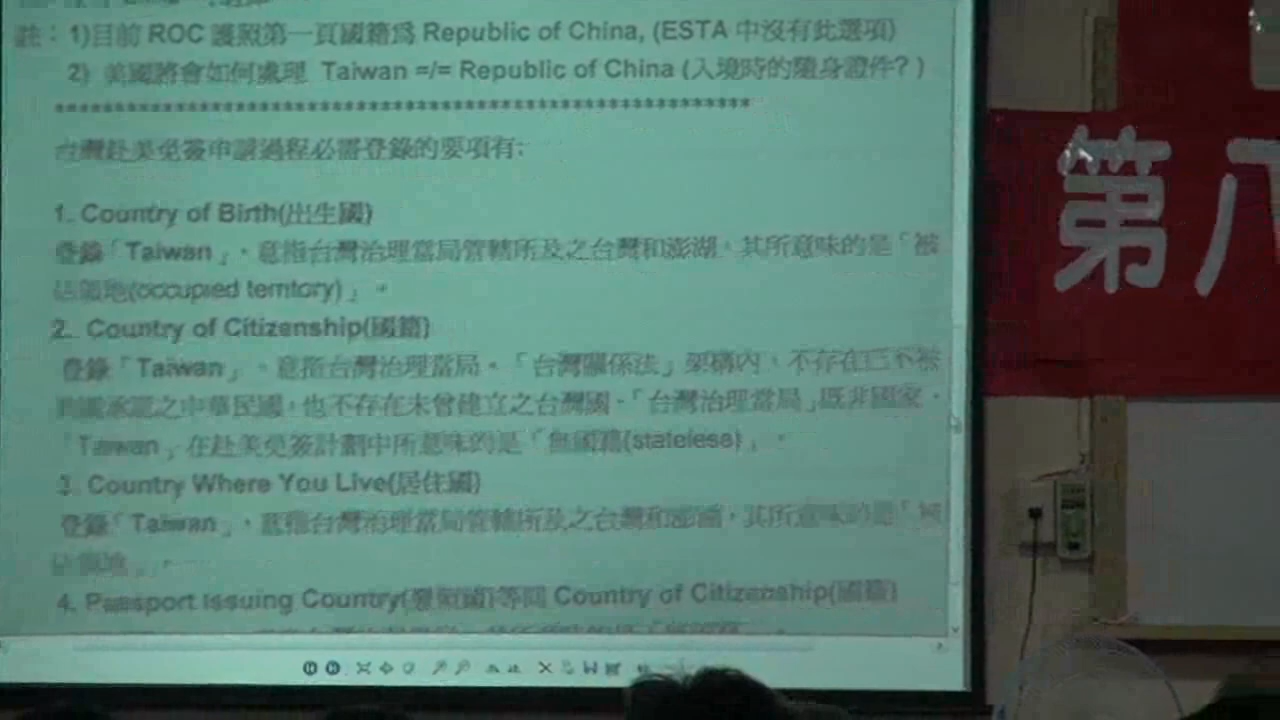 註：1)目前 ROC 護照第一頁國籍為 Republic of China, (ESTA 中沒有此選項)
2) 美國將會如何處理 Taiwan =/= Republic of China (入境時的隨身證件? )
台灣赴美免簽申請過程必需登錄的要項有:
1. Country of Birth(出生國)
登錄「Taiwan」，意指台灣治理當局管轄所及之台灣和澎湖，其所意味的是「被
佔領地(occupied territory)」。
2. Country of Citizenship(國籍)
登錄「Taiwan」，意指台灣治理當局。「台灣關係法」架構內，不存在已不被
美國承認之中華民國，也不存在未曾建立之台灣國。「台灣治理當局」既非國家，
「Taiwan」在赴美免簽計劃中所意味的是「無國籍(stateless)」。
3. Country Where You Live(居住國)
登錄「Taiwan」，意指台灣治理當局管轄所及之台灣和澎湖，其所意味的是「被
佔領地」。
4. Passport Issuing Country(發照國)等同 Country of Citizenship(國籍)
第八